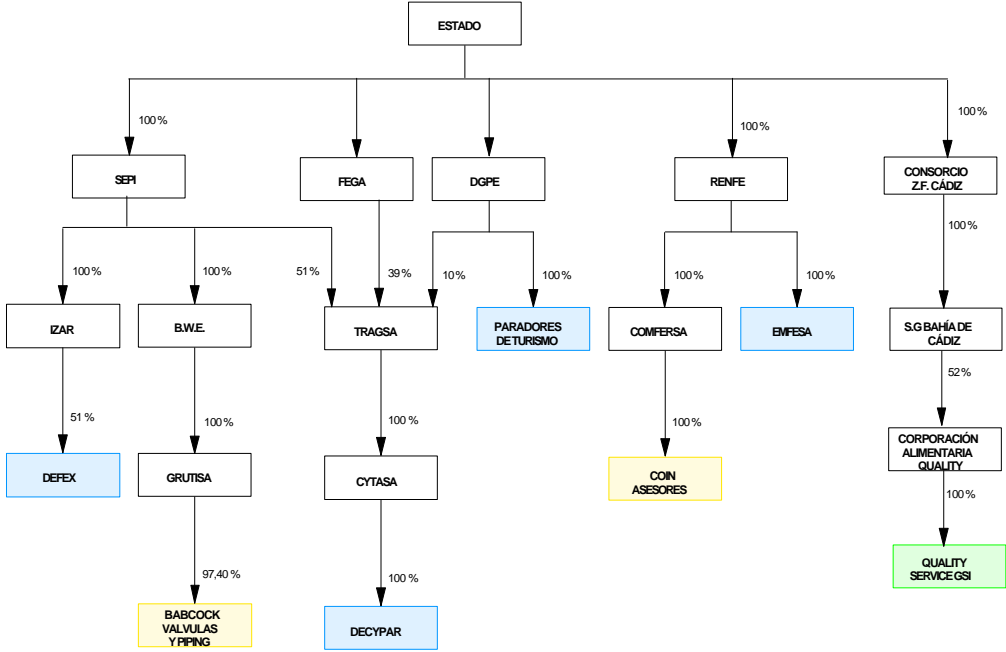 ESTADO
100 %
100 %
100 %
SEPI
FEGA
DGPE
RENFE
CONSORCIO
Z.F. CÁDIZ
100 %
100 %
100 %
51 %
39 %
10 %
100 %
100 %
100 %
IZAR
B.W.E.
TRAGSA
PARADORES
DE TURISMO
COMFERSA
EMFESA
S.G BAHÍA DE
CÁDIZ
52 %
51 %
100 %
100 %
100 %
DEFEX
GRUTISA
CYTASA
COIN
ASESORES
CORPORACIÓN
ALIMENTARIA
QUALITY
100 %
97,40 %
100 %
QUALITY
SERVICE GSI
BABCOCK
VALVULAS
Y PIPING
DECYPAR